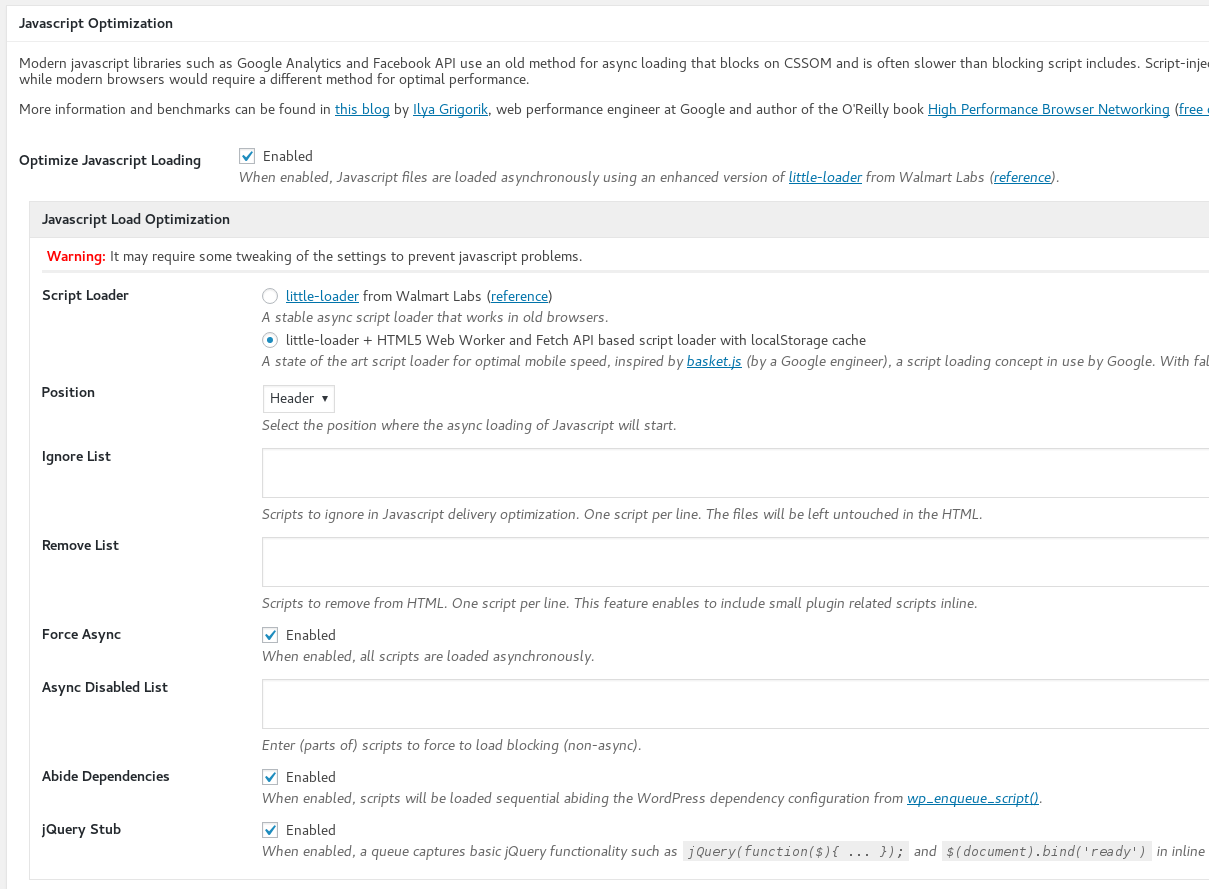 Javascript Optimization
Modern javascript libraries such as Google Analytics and Facebook API use an old method for async loading that blocks on CSSOM and is often slower than blocking script includes.
while modern browsers would require a different method for optimal performance.
More information and benchmarks can be found in this blog by Ilya Grigorik, web performance engineer at Google and author of the O'Reilly book High Performance Browser Networking (free
Optimize Javascript Loading
Enabled
When enabled, Javascript files are loaded asynchronously using an enhanced version of little-loader from Walmart Labs (reference).
Javascript Load Optimization
Warning: It may require some tweaking of the settings to prevent javascript problems.
Script Loader
little-loader from Walmart Labs (reference)
A stable async script loader that works in old browsers.
little-loader + HTML5 Web Worker and Fetch API based script loader with localStorage cache
A state of the art script loader for optimal mobile speed, inspired by basket.js (by a Google engineer), a script loading concept in use by Google. With
Position
Header ▾
Select the position where the async loading of Javascript will start.
Ignore List
Scripts to ignore in Javascript delivery optimization. One script per line. The files will be left untouched in the HTML.
Remove List
Scripts to remove from HTML. One script per line. This feature enables to include small plugin related scripts inline.
Force Async
Enabled
When enabled, all scripts are loaded asynchronously.
Async Disabled List
Enter (parts of) scripts to force to load blocking (non-async).
Abide Dependencies
Enabled
When enabled, scripts will be loaded sequential abiding the WordPress dependency configuration from wp_enqueue_script().
jQuery Stub
Enabled
When enabled, a queue captures basic jQuery functionality such as jQuery(function($){ ... }); and $(document).bind('ready') in inline